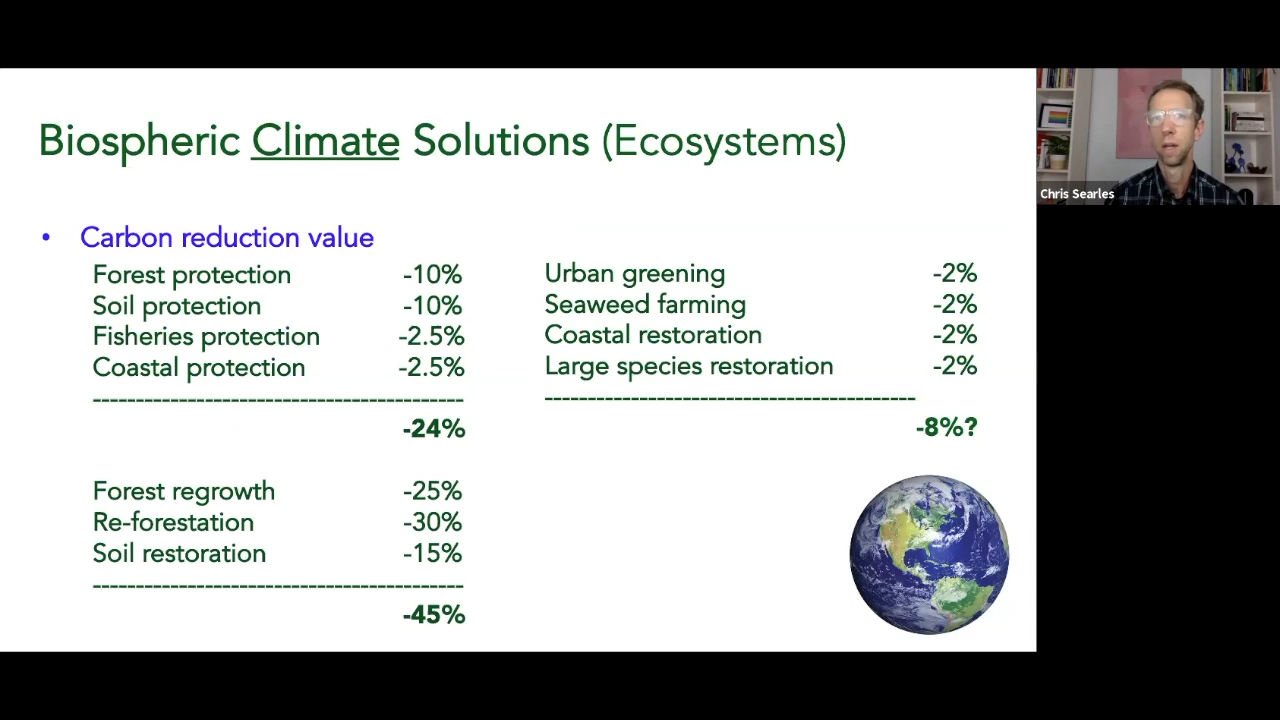 Biospheric Climate Solutions (Ecosystems)
• Carbon reduction value
Forest protection -10%
Soil protection -10%
Fisheries protection -2.5%
Coastal protection -2.5%
-------------------------------------------
-24%
Forest regrowth -25%
Re-forestation -30%
Soil restoration -15%
-------------------------------------------
-45%
Urban greening -2%
Seaweed farming -2%
Coastal restoration -2%
Large species restoration -2%
-------------------------------------------
-8%?
Chris Searles